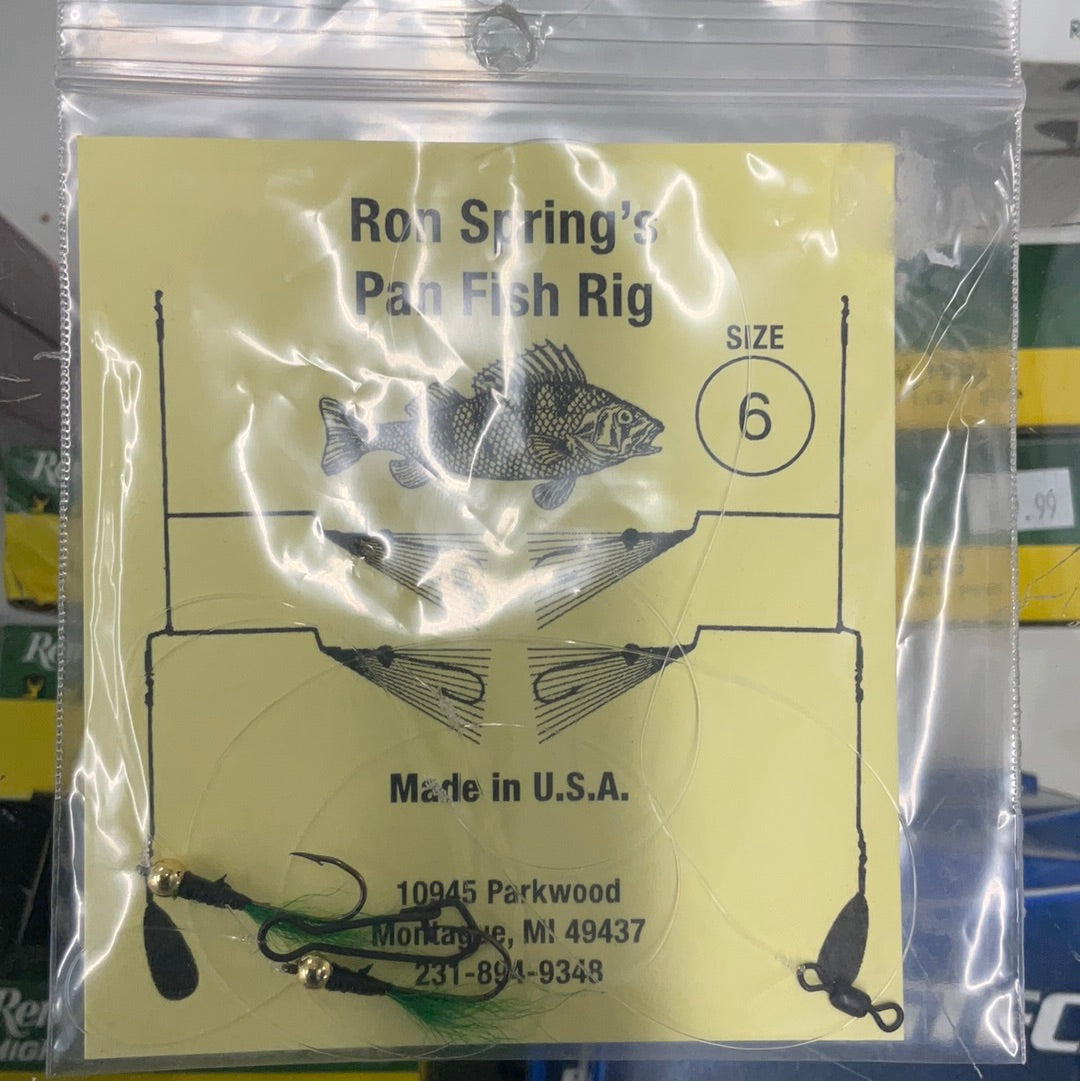 Ron Spring's
Pan Fish Rig
SIZE
6
Made in U.S.A.
10945 Parkwood
Montague, MI 49437
231-894-9348
.99